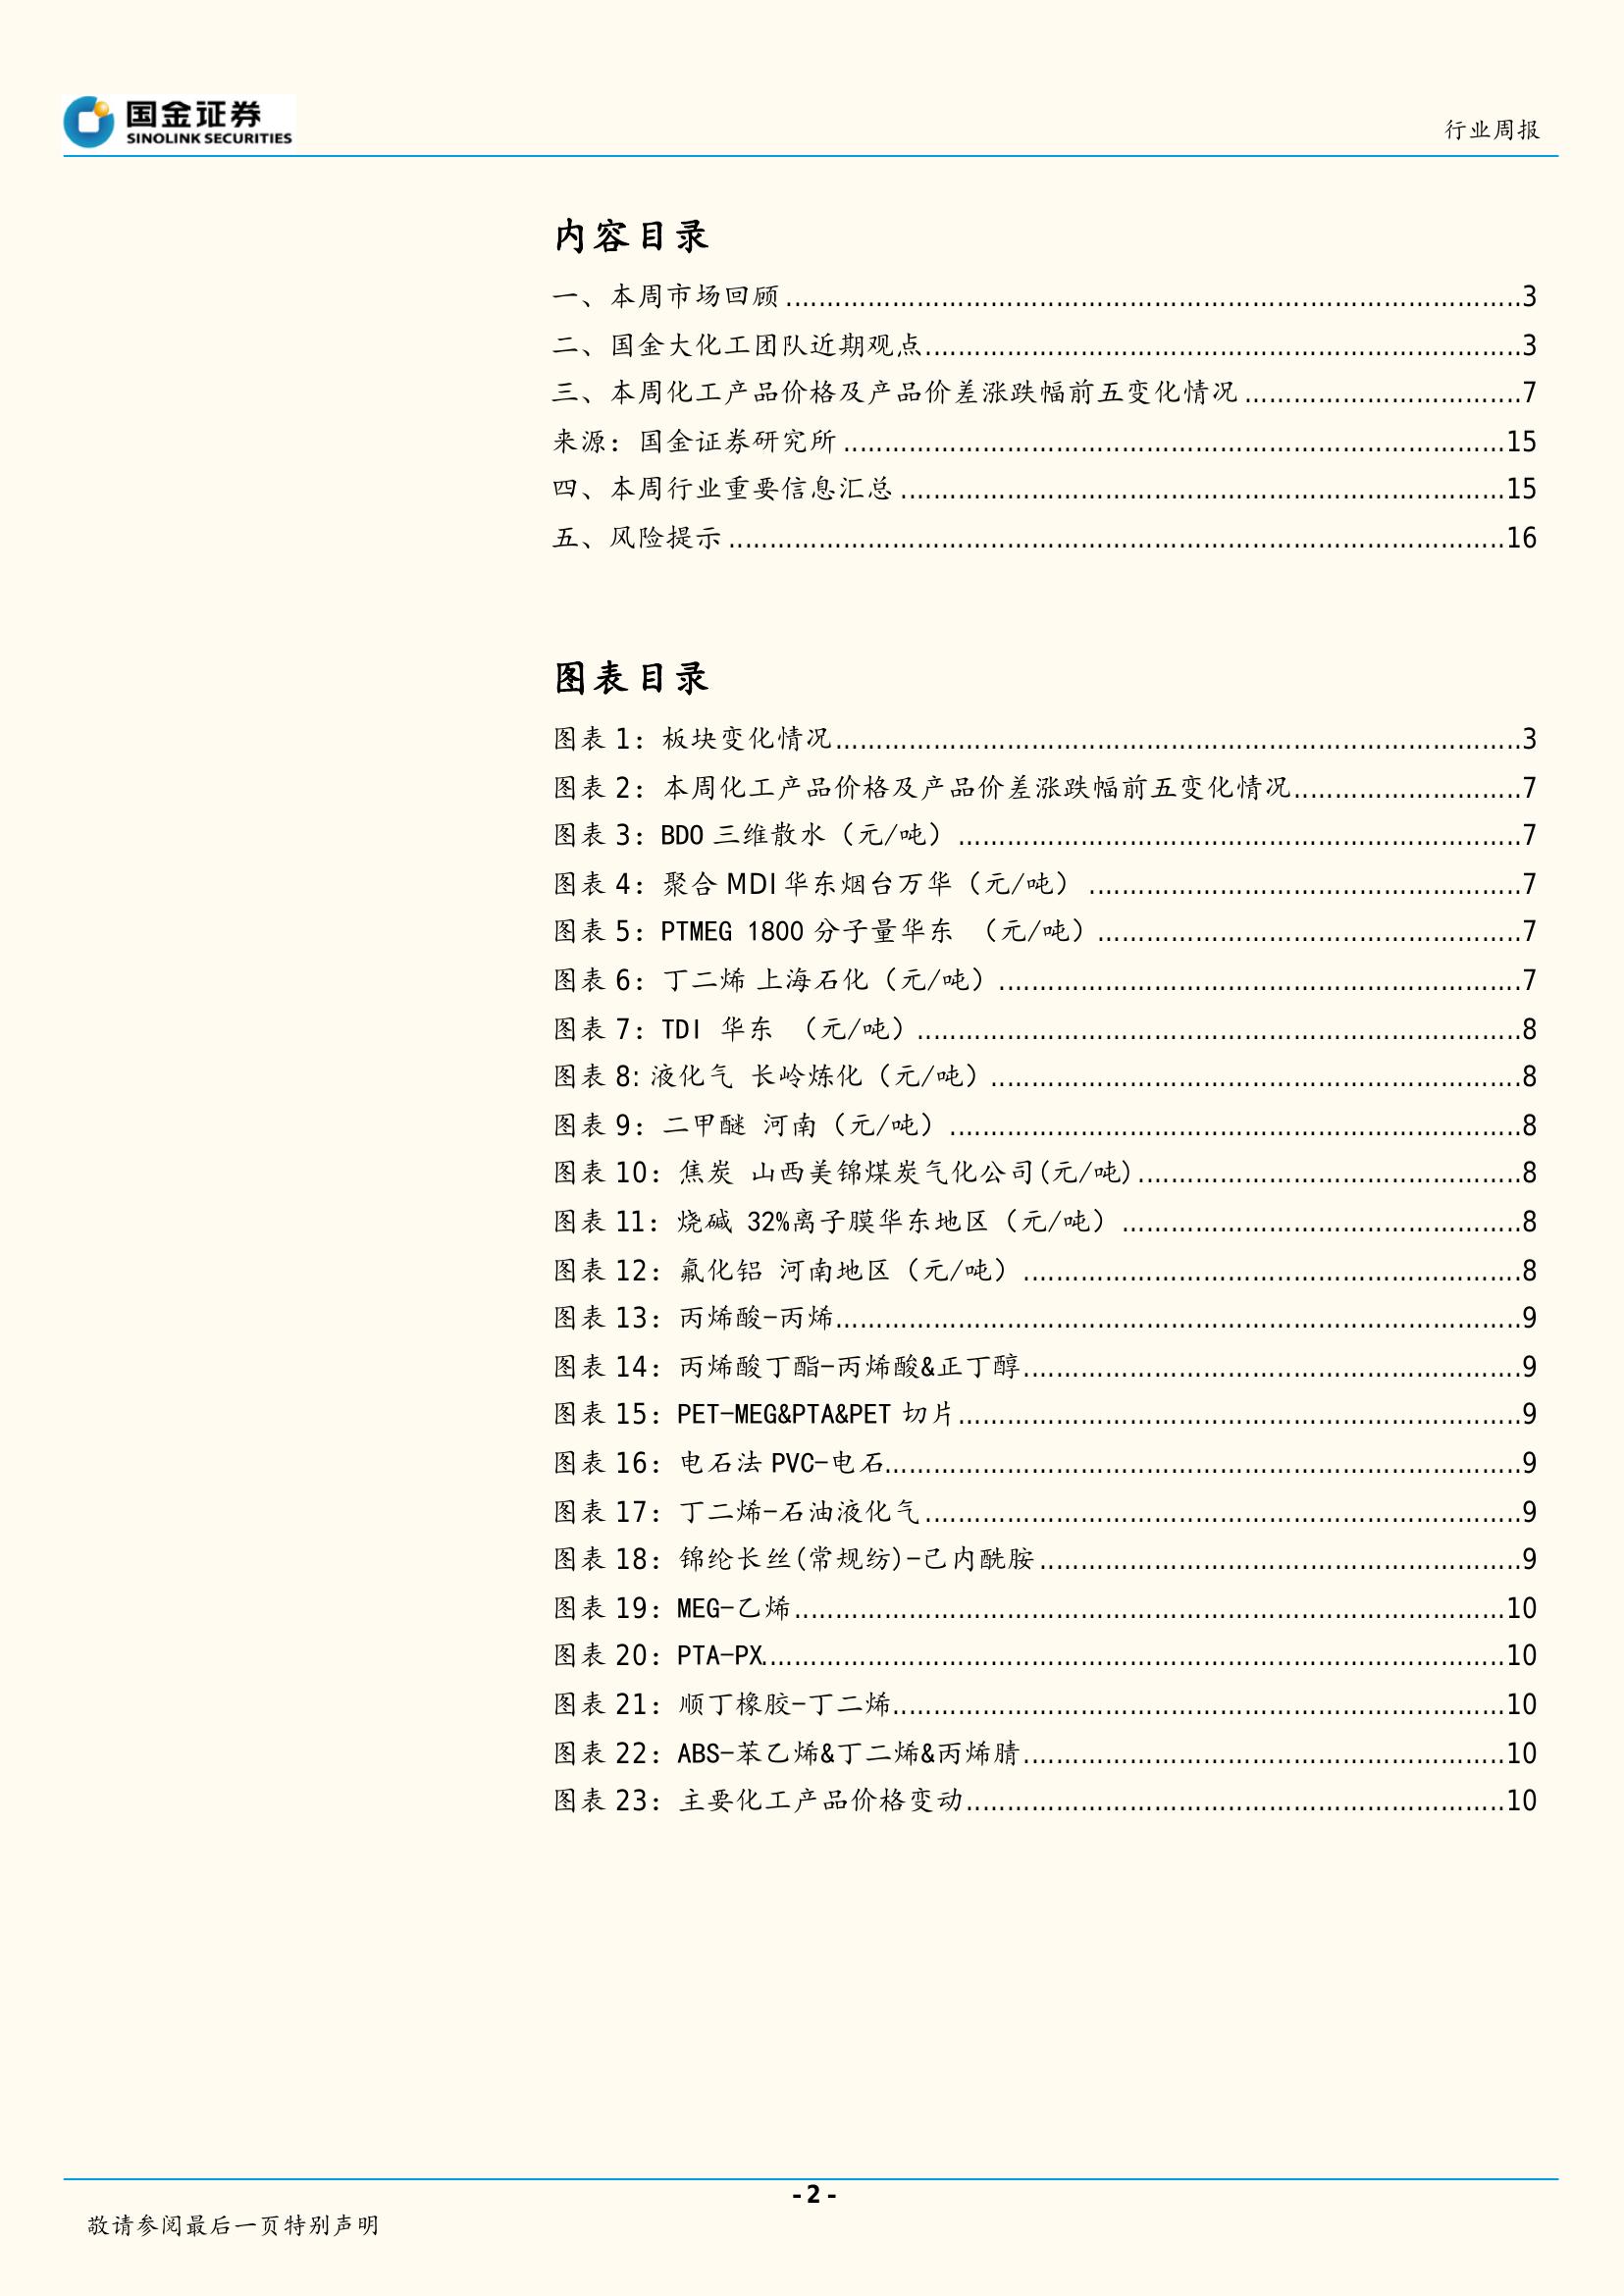 国金证券
SINOLINK SECURITIES
行业周报
内容目录
一、本周市场回顾 ........ 3
二、国金大化工团队近期观点 ........ 3
三、本周化工产品价格及产品价差涨跌幅前五变化情况 ........ 7
来源：国金证券研究所 ........ 15
四、本周行业重要信息汇总 ........ 15
五、风险提示 ........ 16
图表目录
图表 1：板块变化情况 ........ 3
图表 2：本周化工产品价格及产品价差涨跌幅前五变化情况 ........ 7
图表 3：BDO 三维散水（元/吨） ........ 7
图表 4：聚合 MDI 华东烟台万华（元/吨） ........ 7
图表 5：PTMEG 1800 分子量华东 （元/吨） ........ 7
图表 6：丁二烯 上海石化（元/吨） ........ 7
图表 7：TDI 华东 （元/吨） ........ 8
图表 8: 液化气 长岭炼化（元/吨） ........ 8
图表 9：二甲醚 河南（元/吨） ........ 8
图表 10：焦炭 山西美锦煤炭气化公司(元/吨) ........ 8
图表 11：烧碱 32%离子膜华东地区（元/吨） ........ 8
图表 12：氟化铝 河南地区（元/吨） ........ 8
图表 13：丙烯酸-丙烯 ........ 9
图表 14：丙烯酸丁酯-丙烯酸&正丁醇 ........ 9
图表 15：PET-MEG&PTA&PET 切片 ........ 9
图表 16：电石法 PVC-电石 ........ 9
图表 17：丁二烯-石油液化气 ........ 9
图表 18：锦纶长丝(常规纺)-己内酰胺 ........ 9
图表 19：MEG-乙烯 ........ 10
图表 20：PTA-PX ........ 10
图表 21：顺丁橡胶-丁二烯 ........ 10
图表 22：ABS-苯乙烯&丁二烯&丙烯腈 ........ 10
图表 23：主要化工产品价格变动 ........ 10
- 2 -
敬请参阅最后一页特别声明